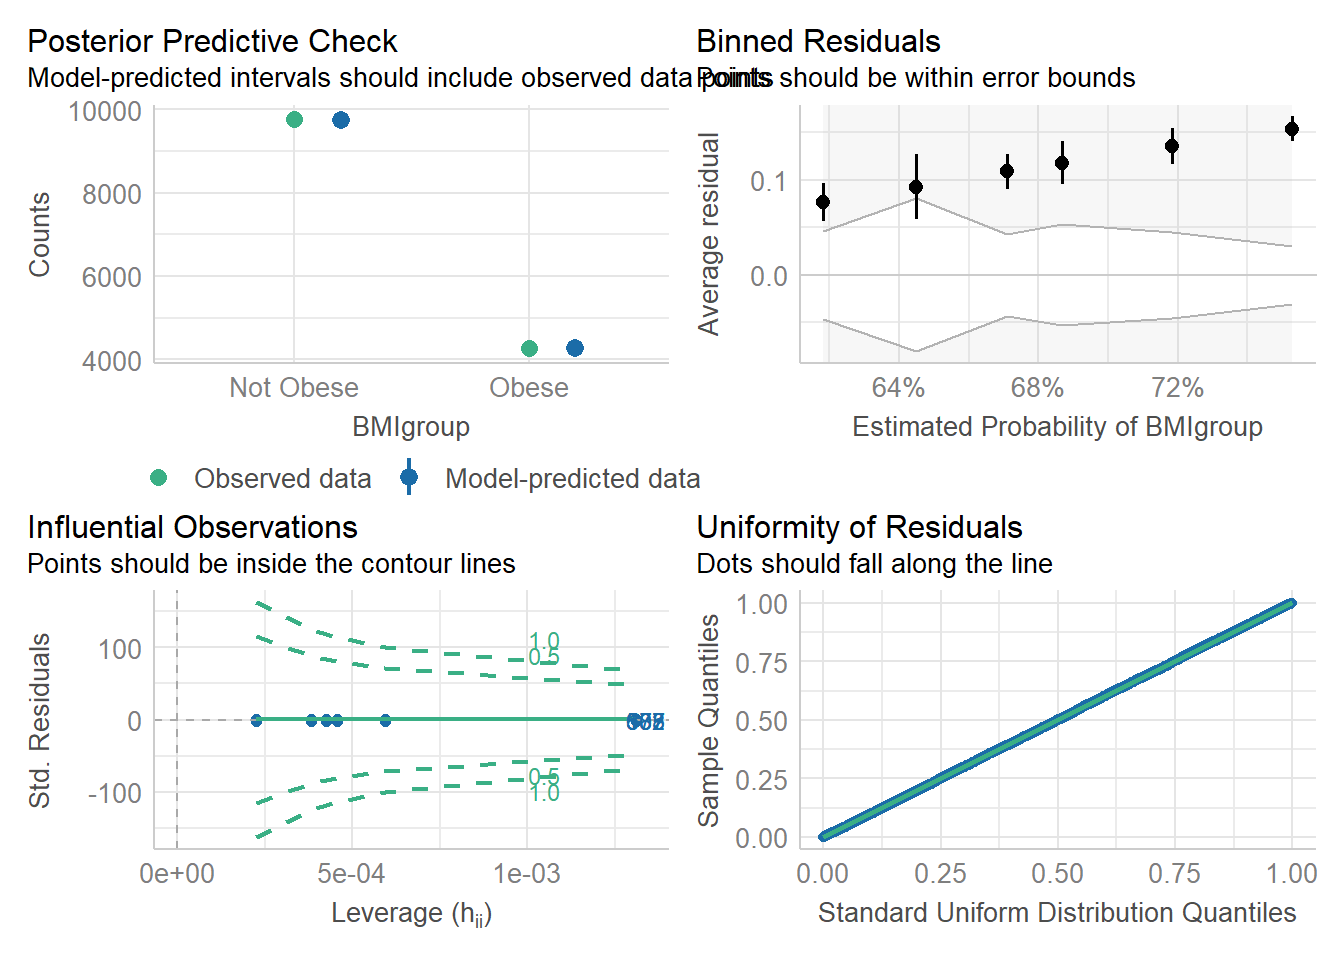 Posterior Predictive Check
Model-predicted intervals should include observed data points
10000
8000
6000
4000
Counts
Not Obese
Obese
BMIgroup
Observed data
Model-predicted data
Binned Residuals
Points should be within error bounds
0.1
0.0
Average residual
64%
68%
72%
Estimated Probability of BMIgroup
Influential Observations
Points should be inside the contour lines
100
0
-100
Std. Residuals
1.0
0.5
0.5
1.0
0e+00
5e-04
1e-03
Leverage (hii)
Uniformity of Residuals
Dots should fall along the line
1.00
0.75
0.50
0.25
0.00
Sample Quantiles
0.00
0.25
0.50
0.75
1.00
Standard Uniform Distribution Quantiles